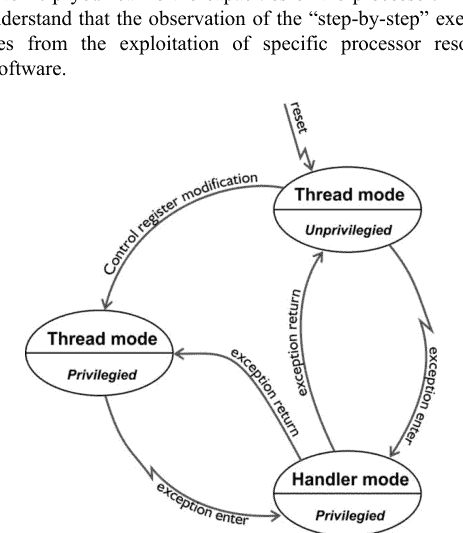 nderstand that the observation of the “step-by-step” exe
es from the exploitation of specific processor reso
oftware.
reset
Thread mode
Unprivilegied
Control register modification
Thread mode
Privilegied
exception return
exception return
exception enter
exception enter
Handler mode
Privilegied